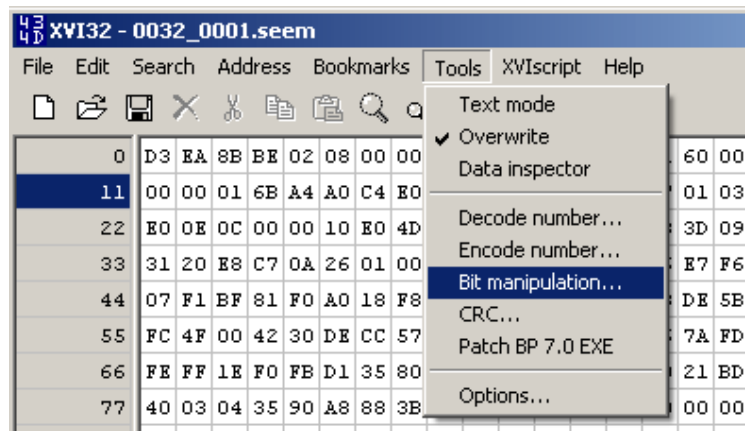 XVI32 - 0032_0001.seem
File Edit Search Address Bookmarks Tools XVIscript Help
Text mode
Overwrite
Data inspector
Decode number...
Encode number...
Bit manipulation...
CRC...
Patch BP 7.0 EXE
Options...
0 D3 EA 8B BE 02 08 00 00 60 00
11 00 00 01 6B A4 A0 C4 E0 01 03
22 E0 0E 0C 00 00 10 E0 4D 3D 09
33 31 20 E8 C7 0A 26 01 00 E7 F6
44 07 F1 BF 81 F0 A0 18 F8 DE 5B
55 FC 4F 00 42 30 DE CC 57 7A FD
66 FE FF 1E F0 FB D1 35 80 21 BD
77 40 03 04 35 90 A8 88 3B 00 00